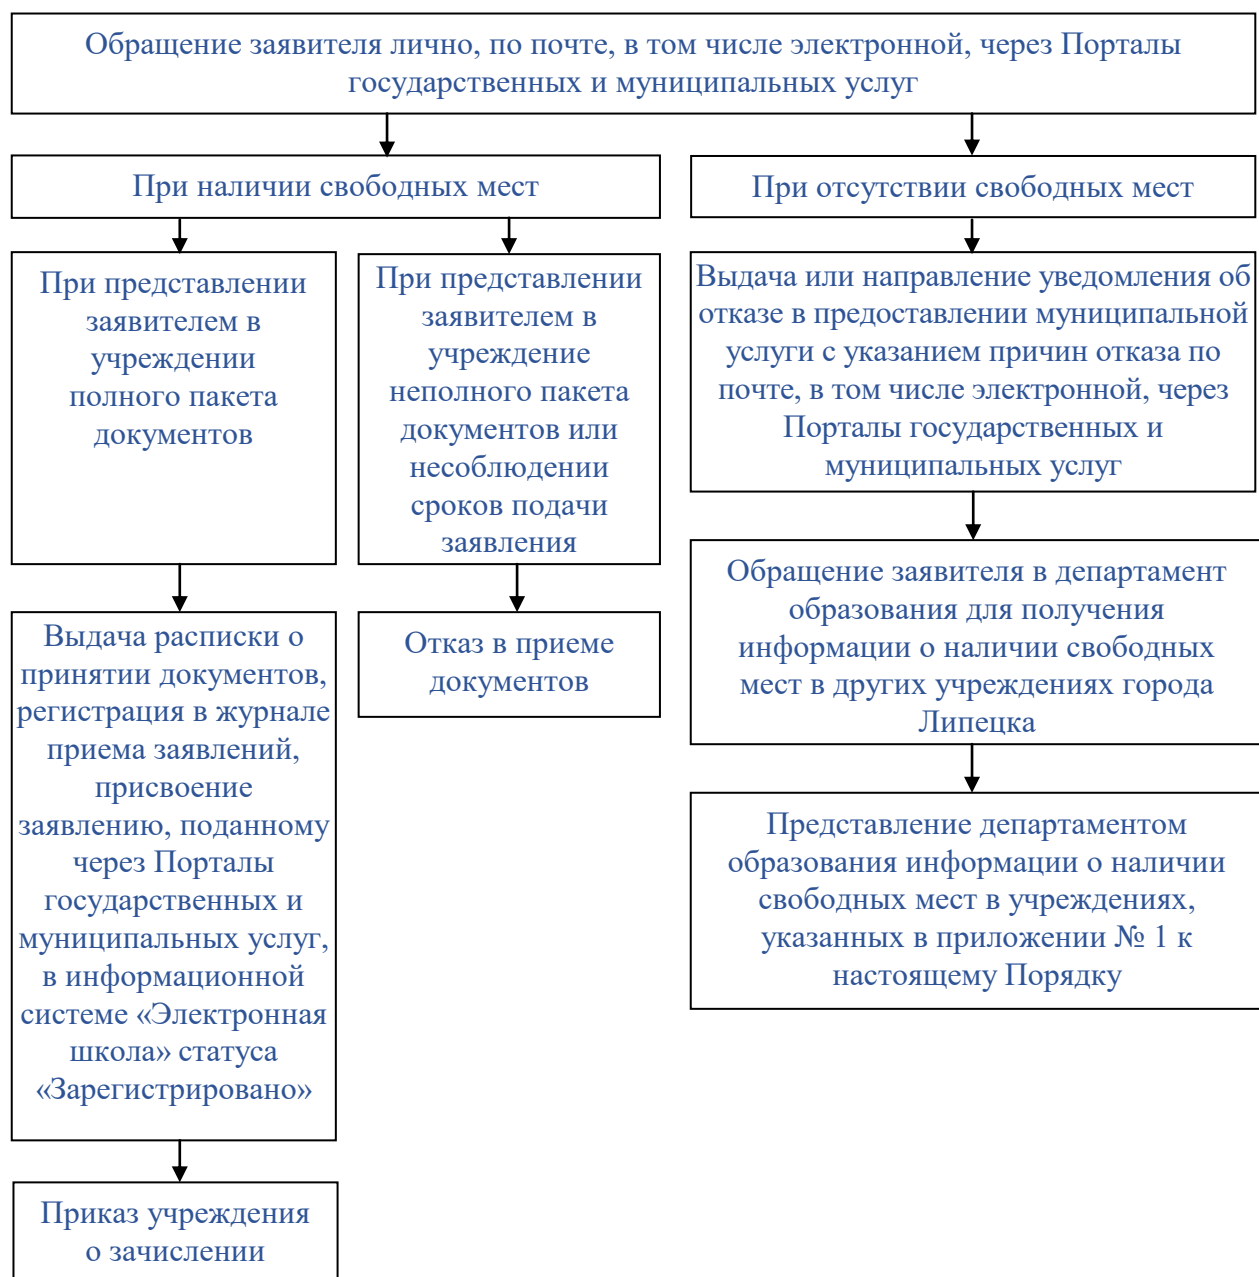 Обращение заявителя лично, по почте, в том числе электронной, через Порталы
государственных и муниципальных услуг
При наличии свободных мест
При отсутствии свободных мест
При представлении
заявителем в
учреждении
полного пакета
документов
При представлении
заявителем в
учреждение
неполного пакета
документов или
несоблюдении
сроков подачи
заявления
Выдача или направление уведомления об
отказе в предоставлении муниципальной
услуги с указанием причин отказа по
почте, в том числе электронной, через
Порталы государственных и
муниципальных услуг
Обращение заявителя в департамент
образования для получения
информации о наличии свободных
мест в других учреждениях города
Липецка
Выдача расписки о
принятии документов,
регистрация в журнале
приема заявлений,
присвоение
заявлению, поданному
через Порталы
государственных и
муниципальных услуг,
в информационной
системе «Электронная
школа» статуса
«Зарегистрировано»
Отказ в приеме
документов
Представление департаментом
образования информации о наличии
свободных мест в учреждениях,
указанных в приложении № 1 к
настоящему Порядку
Приказ учреждения
о зачислении